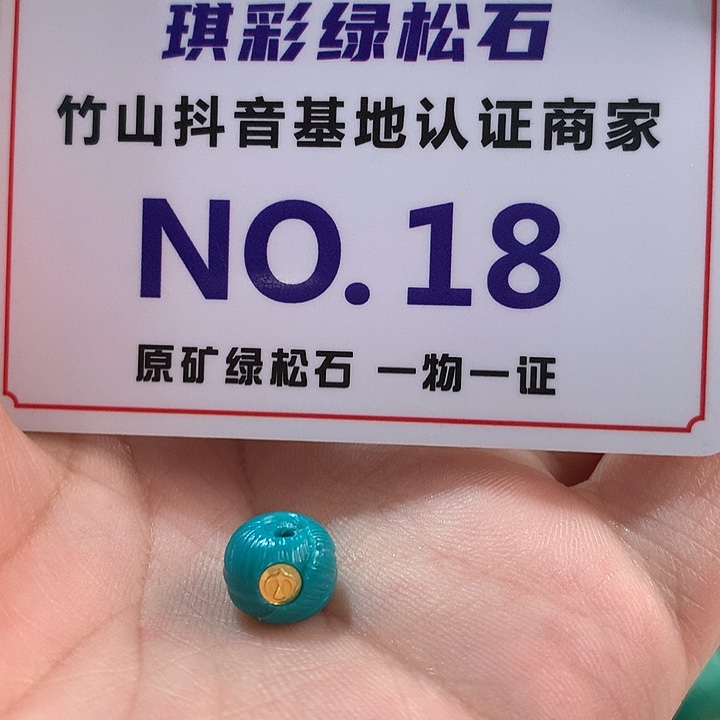 琪彩绿松石
竹山抖音基地认证商家
NO.18
原矿绿松石 一物一证